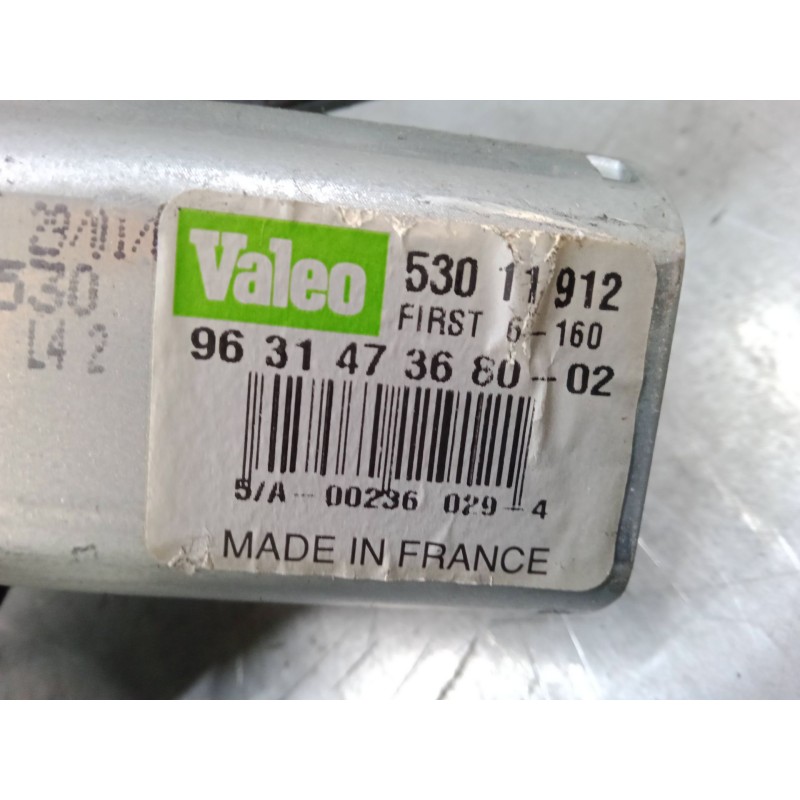 Valeo
530 11 912
FIRST 6-160
96 31 47 36 80-02
5/A-00236 029-4
MADE IN FRANCE